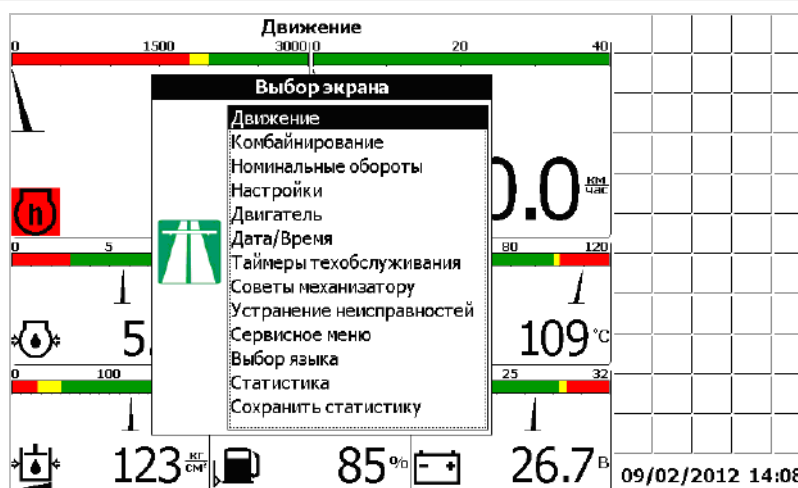 Движение
0 1500 3000 0 20 40
Выбор экрана
Движение
Комбайнирование
Номинальные обороты
Настройки
Двигатель
Дата/Время
Таймеры техобслуживания
Советы механизатору
Устранение неисправностей
Сервисное меню
Выбор языка
Статистика
Сохранить статистику
0.0 км час
h
0 5 80 120
5. 109 °C
0 100 25 32
123 кг см² 85 % 26.7 В
09/02/2012 14:08